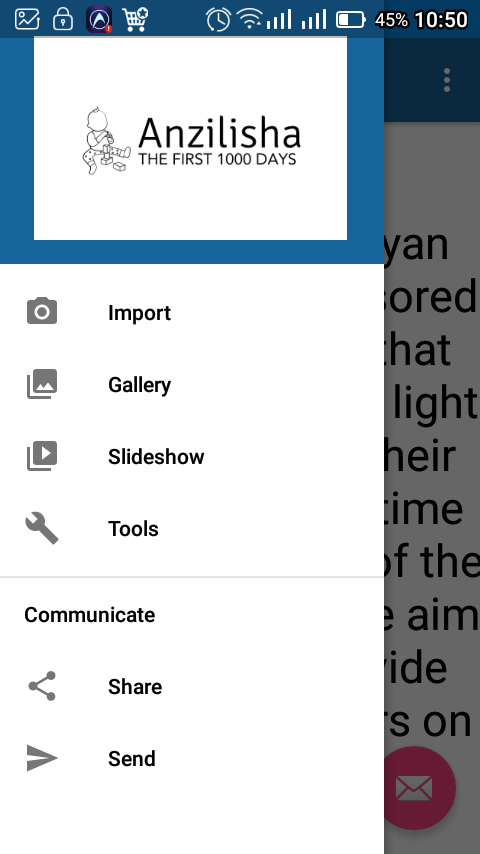 45% 10:50
Anzilisha
THE FIRST 1000 DAYS
Import
Gallery
Slideshow
Tools
Communicate
Share
Send
yan
sored
that
light
heir
time
of the
e aim
ride
rs on